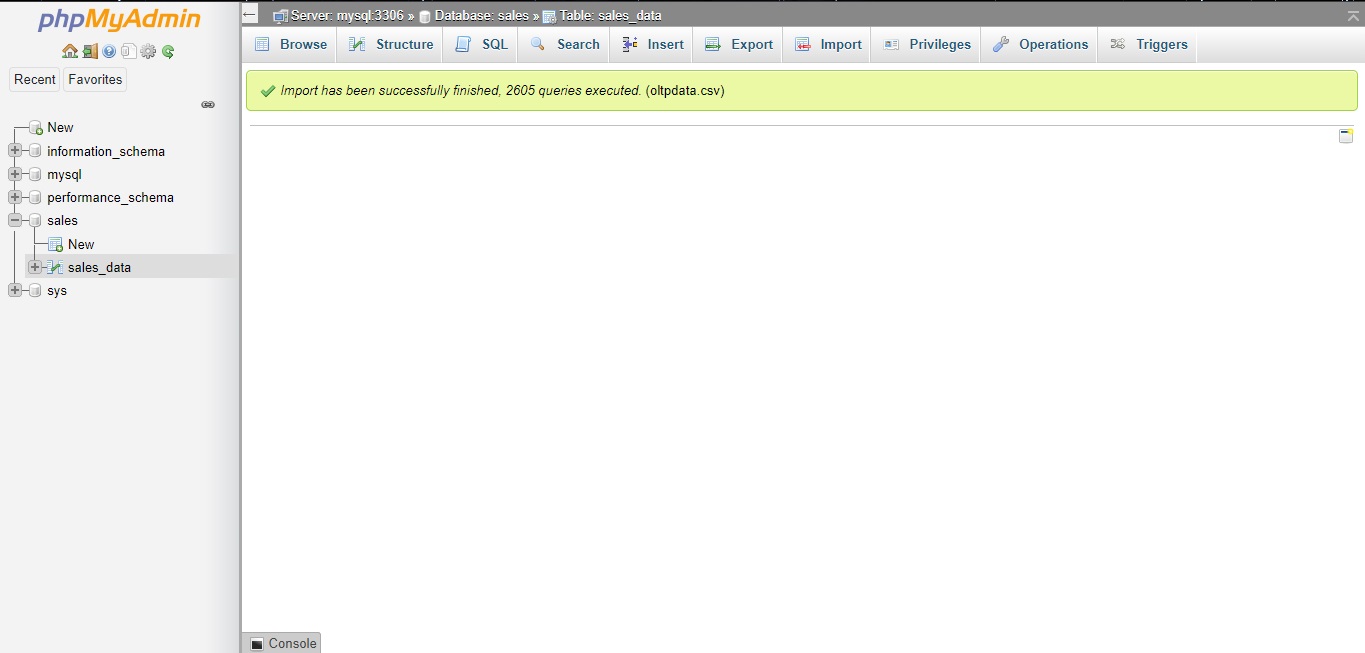 phpMyAdmin
Recent Favorites
New
information_schema
mysql
performance_schema
sales
New
sales_data
sys
Server: mysql:3306 » Database: sales » Table: sales_data
Browse Structure SQL Search Insert Export Import Privileges Operations Triggers
Import has been successfully finished, 2605 queries executed. (oltpdata.csv)
Console